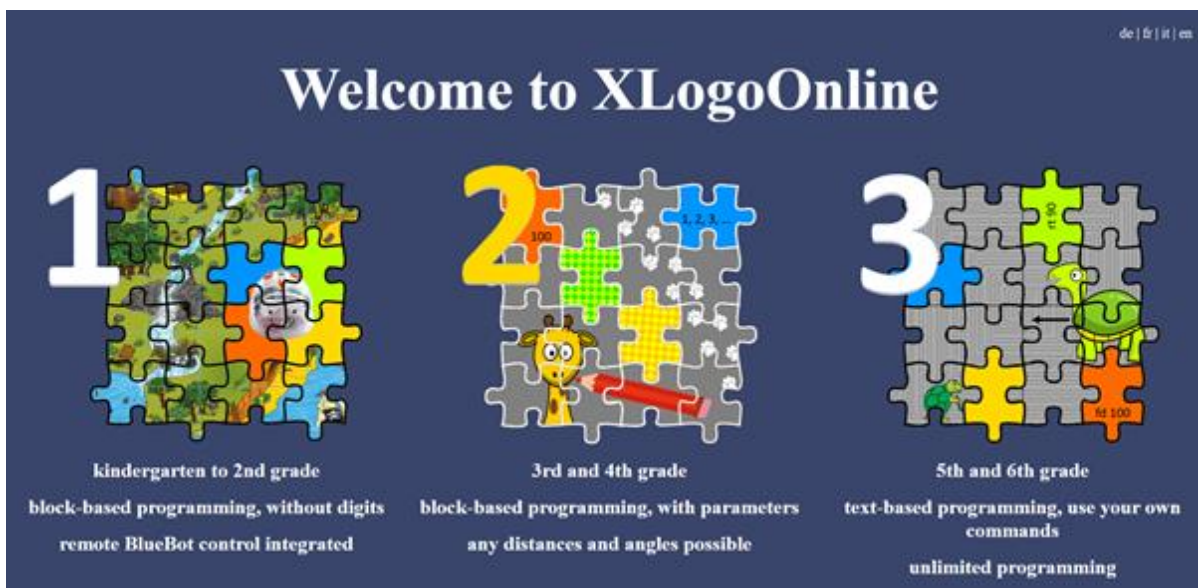 de | fr | it | en
Welcome to XLogoOnline
1
2
3
100
1, 2, 3, ...
rt 90
fd 100
kindergarten to 2nd grade
block-based programming, without digits
remote BlueBot control integrated
3rd and 4th grade
block-based programming, with parameters
any distances and angles possible
5th and 6th grade
text-based programming, use your own
commands
unlimited programming